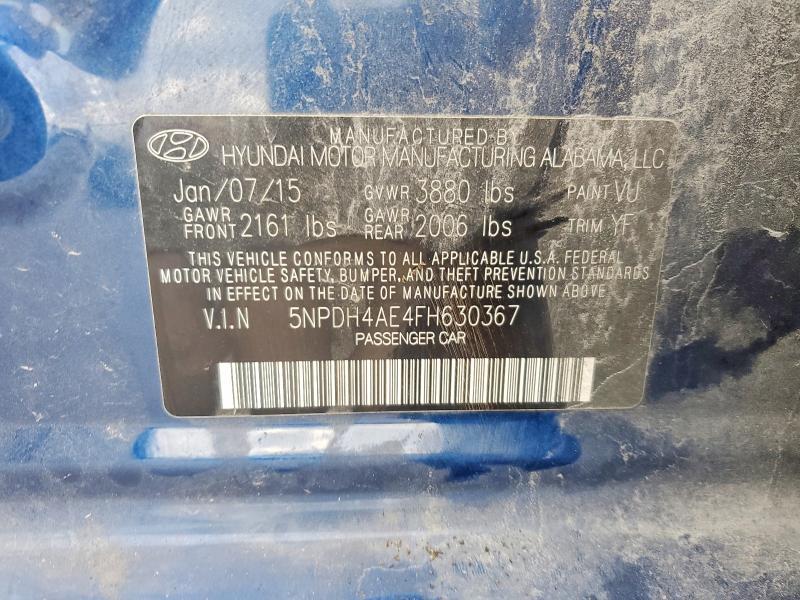 MANUFACTURED BY
HYUNDAI MOTOR MANUFACTURING ALABAMA, LLC
Jan/07/15 GVWR 3880 lbs PAINT VU
GAWR FRONT 2161 lbs GAWR REAR 2006 lbs TRIM YF
THIS VEHICLE CONFORMS TO ALL APPLICABLE U.S.A. FEDERAL
MOTOR VEHICLE SAFETY, BUMPER, AND THEFT PREVENTION STANDARDS
IN EFFECT ON THE DATE OF MANUFACTURE SHOWN ABOVE.
V.I.N 5NPDH4AE4FH630367
PASSENGER CAR